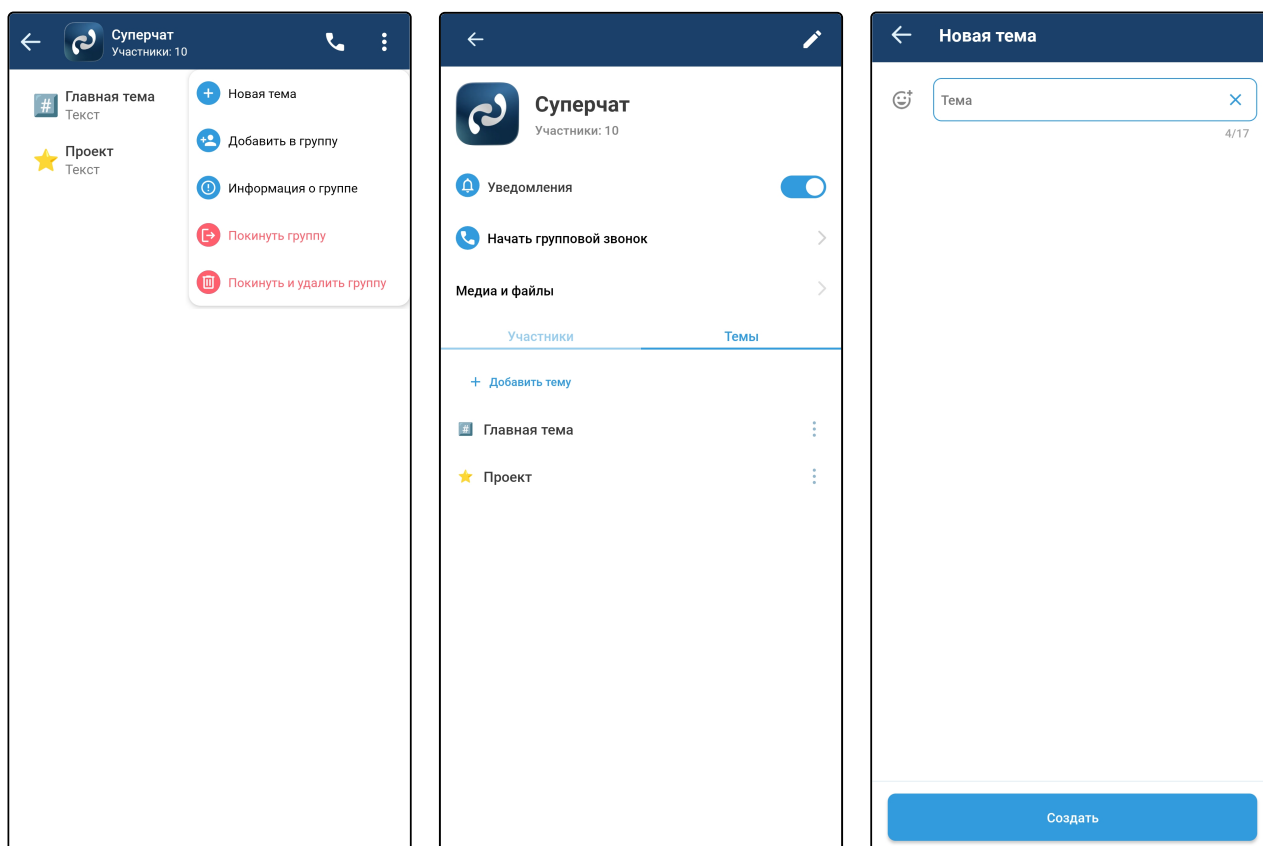 Суперчат
Участники: 10
Главная тема
Текст
Проект
Текст
Новая тема
Добавить в группу
Информация о группе
Покинуть группу
Покинуть и удалить группу
Суперчат
Участники: 10
Уведомления
Начать групповой звонок
Медиа и файлы
Участники
Темы
+ Добавить тему
#️⃣ Главная тема
⭐ Проект
Новая тема
Тема
4/17
Создать